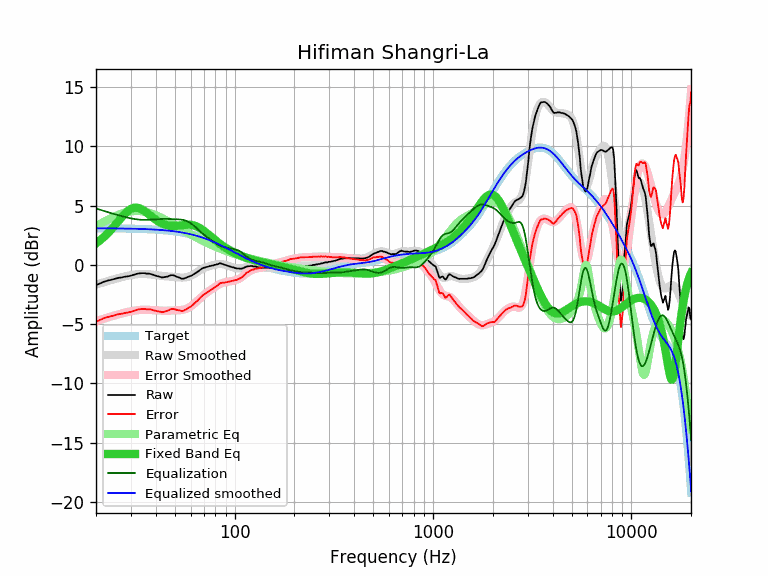 Hifiman Shangri-La
Amplitude (dBr)
15
10
5
0
−5
−10
−15
−20
Target
Raw Smoothed
Error Smoothed
Raw
Error
Parametric Eq
Fixed Band Eq
Equalization
Equalized smoothed
100
1000
10000
Frequency (Hz)